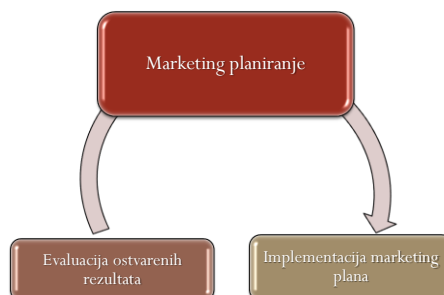 Marketing planiranje
Evaluacija ostvarenih
rezultata
Implementacija marketing
plana